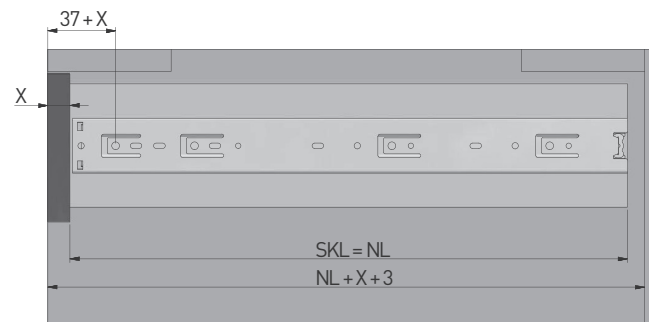 37 + X
X
SKL = NL
NL + X + 3